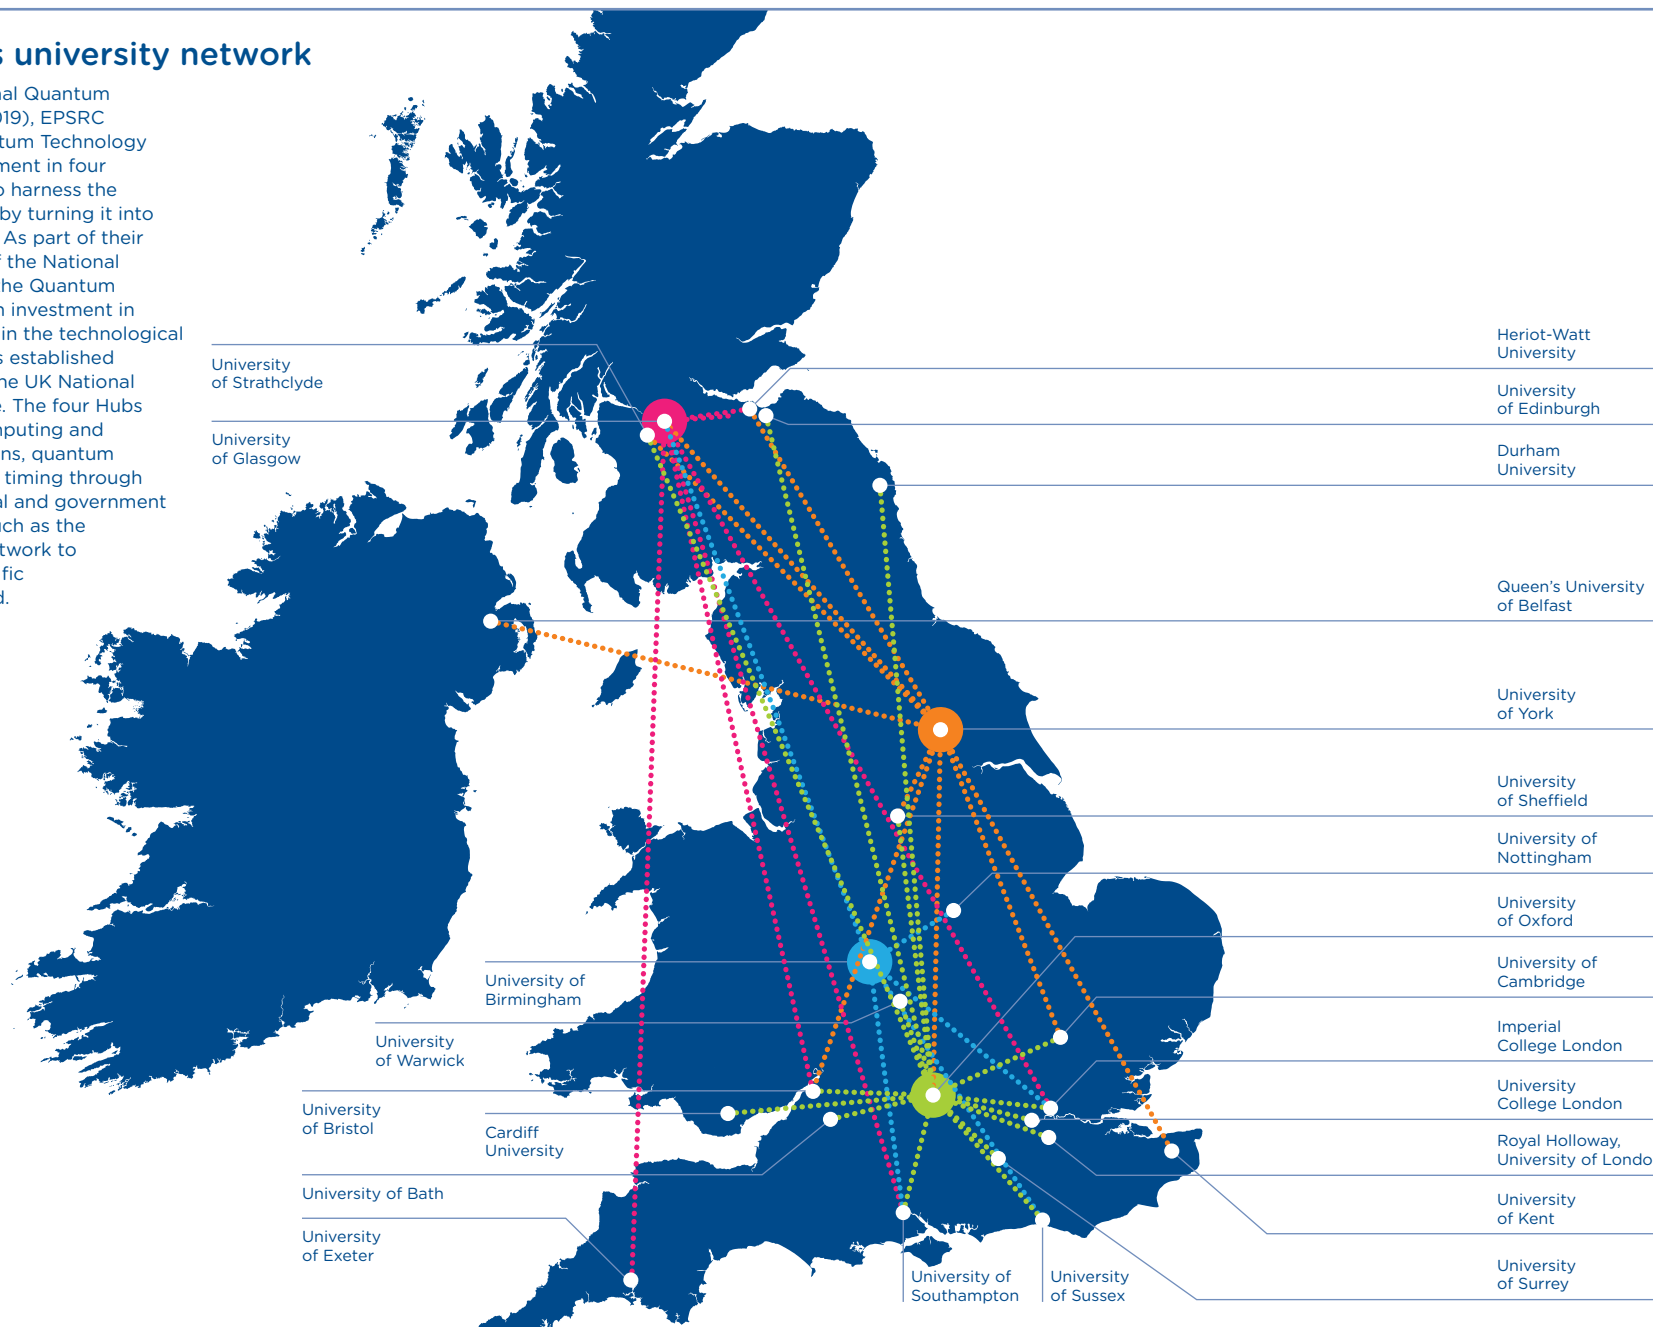 s university network
al Quantum
019), EPSRC
tum Technology
ment in four
o harness the
by turning it into
As part of their
f the National
he Quantum
n investment in
in the technological
s established
he UK National
e. The four Hubs
nputing and
ns, quantum
timing through
al and government
uch as the
etwork to
fic
d.
University
of Strathclyde
University
of Glasgow
Heriot-Watt
University
University
of Edinburgh
Durham
University
Queen's University
of Belfast
University
of York
University
of Sheffield
University of
Nottingham
University
of Oxford
University of
Cambridge
Imperial
College London
University
College London
Royal Holloway,
University of Londo
University
of Kent
University
of Surrey
University of
Birmingham
University
of Warwick
University
of Bristol
Cardiff
University
University of Bath
University
of Exeter
University of
Southampton
University
of Sussex